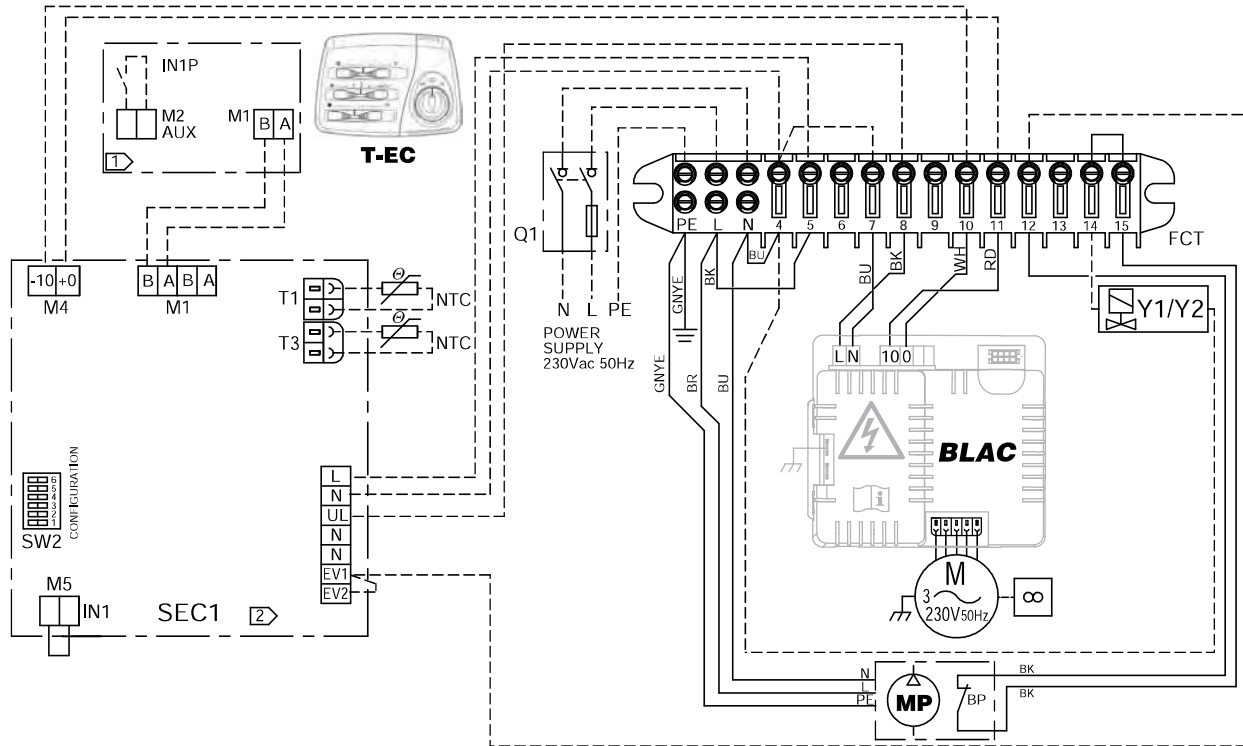 IN1P
M2
AUX
M1
B A
1
T-EC
Q1
N L PE
POWER
SUPPLY
230Vac 50Hz
PE L N 4 5 6 7 8 9 10 11 12 13 14 15
FCT
GNYE
BK
BU
BU
BK
WH
RD
GNYE
BR
BU
Y1/Y2
-10 +0
M4
B A B A
M1
T1
NTC
T3
NTC
L N 10 0
BLAC
i
M
3
230V50Hz
∞
6
5
4
3
2
1
CONFIGURATION
SW2
L
N
UL
N
N
EV1
EV2
M5
IN1
SEC1
2
N
L
PE
MP
BP
BK
BK